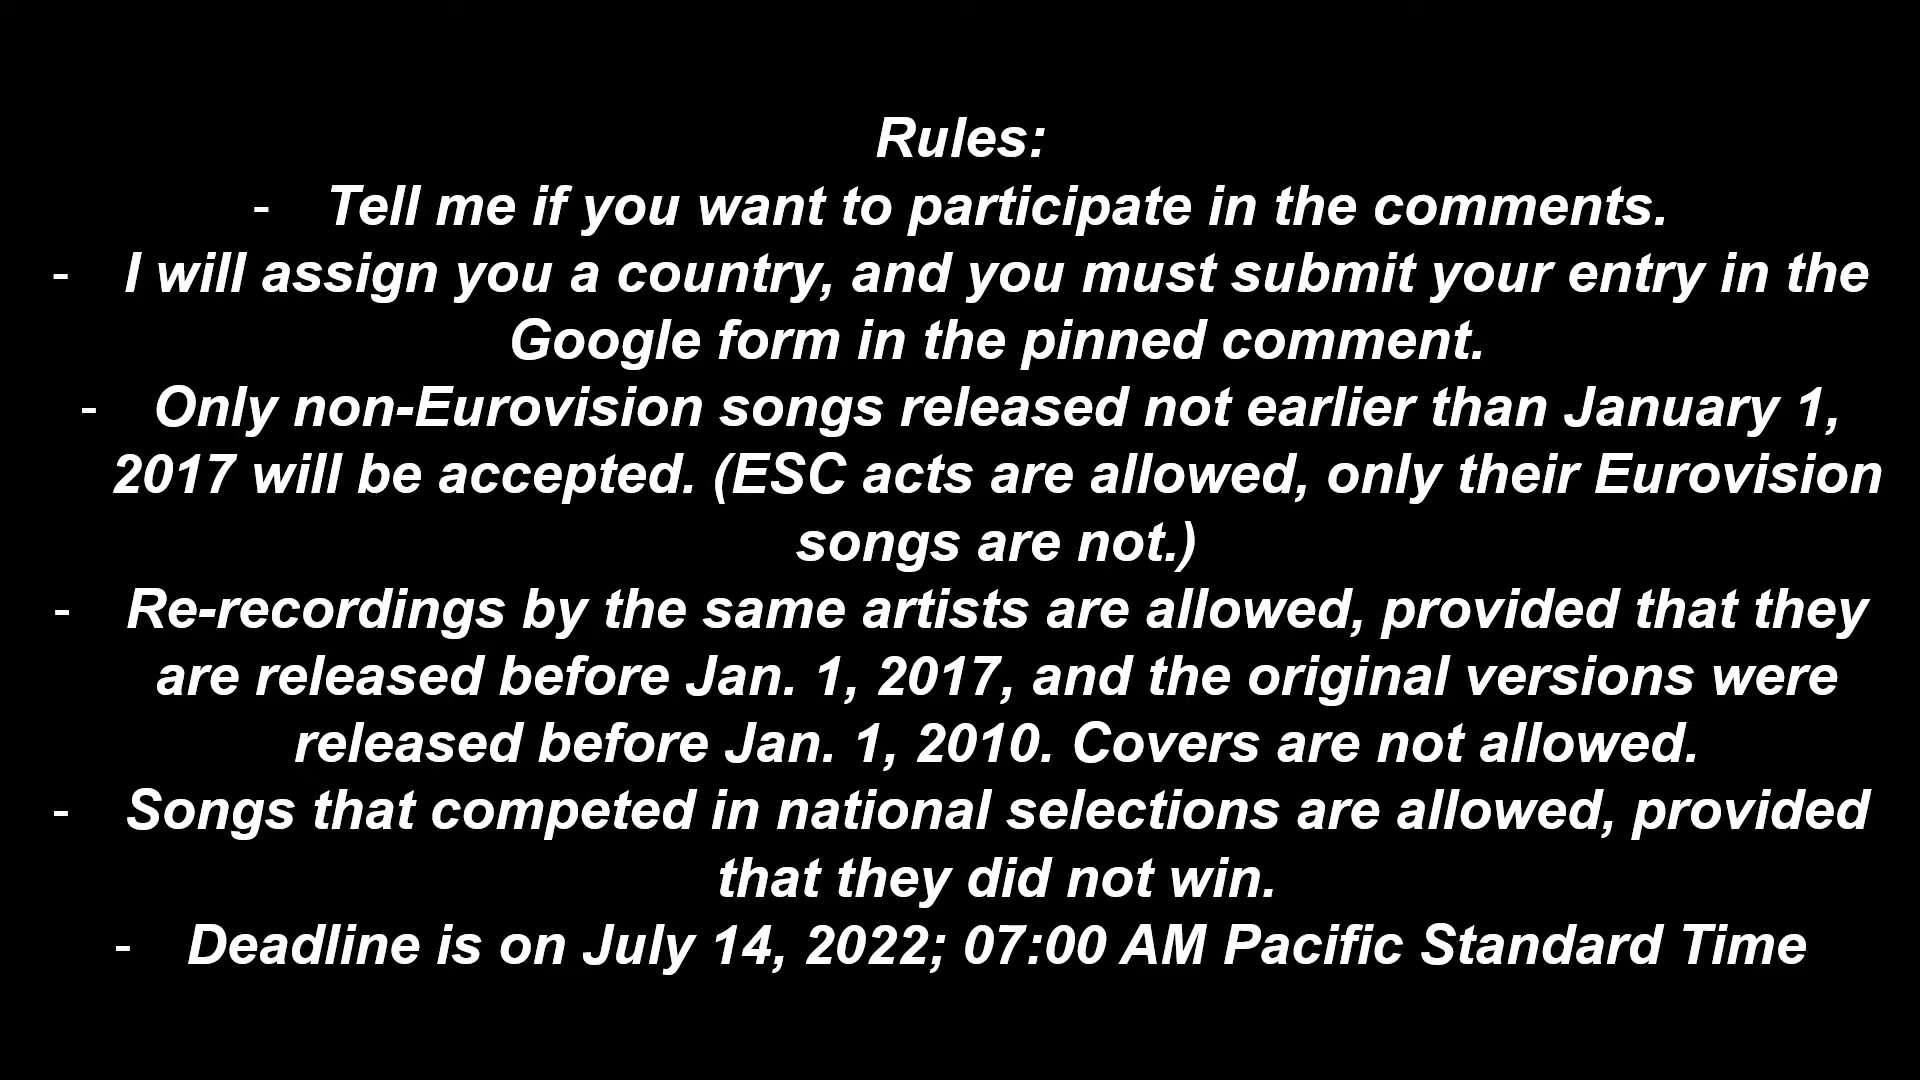 Rules:
- Tell me if you want to participate in the comments.
- I will assign you a country, and you must submit your entry in the
Google form in the pinned comment.
- Only non-Eurovision songs released not earlier than January 1,
2017 will be accepted. (ESC acts are allowed, only their Eurovision
songs are not.)
- Re-recordings by the same artists are allowed, provided that they
are released before Jan. 1, 2017, and the original versions were
released before Jan. 1, 2010. Covers are not allowed.
- Songs that competed in national selections are allowed, provided
that they did not win.
- Deadline is on July 14, 2022; 07:00 AM Pacific Standard Time